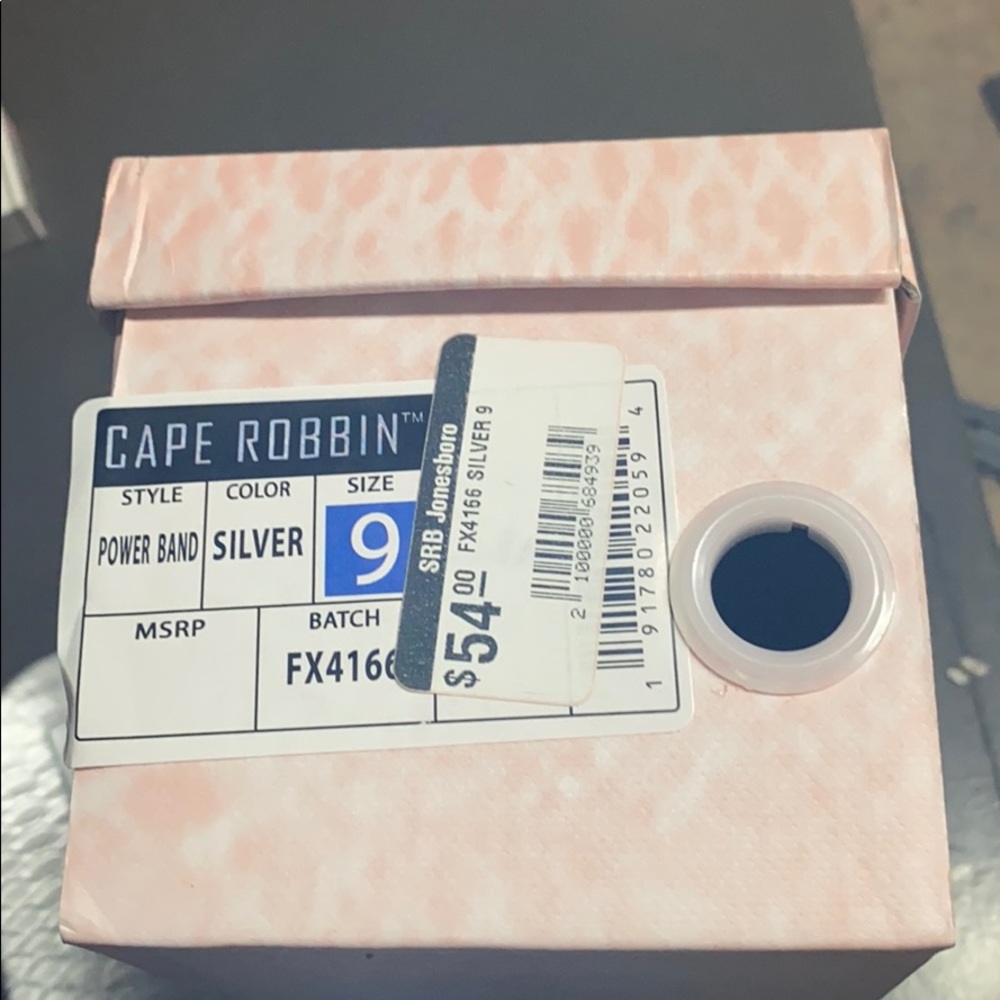 CAPE ROBBIN™
STYLE
COLOR
SIZE
POWER BAND
SILVER
9
MSRP
BATCH
FX4166
SRB Jonesboro
$54.00 FX4166 SILVER 9
2 100000 684939
1 91780 22059 4